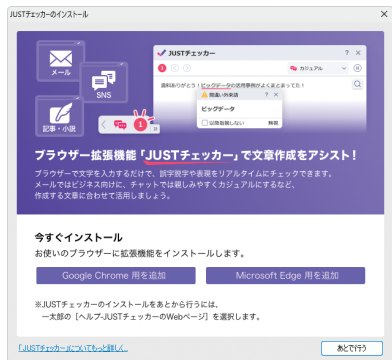 JUSTチェッカーのインストール
メール
SNS
記事・小説
JUSTチェッカー
カジュアル
資料ありがとう！ビックデータの活用事例がよくまとまってた！
間違い外来語
ビッグデータ
以降指摘しない
無視
ブラウザー拡張機能「JUSTチェッカー」で文章作成をアシスト！
ブラウザーで文字を入力するだけで、誤字脱字や表現をリアルタイムにチェックできます。
メールではビジネス向けに、チャットでは親しみやすくカジュアルにするなど、
作成する文章に合わせて活用しましょう。
今すぐインストール
お使いのブラウザーに拡張機能をインストールします。
Google Chrome 用を追加
Microsoft Edge 用を追加
※JUSTチェッカーのインストールをあとから行うには、
一太郎の［ヘルプ-JUSTチェッカーのWebページ］を選択します。
「JUSTチェッカー」についてもっと詳しく...
あとで行う